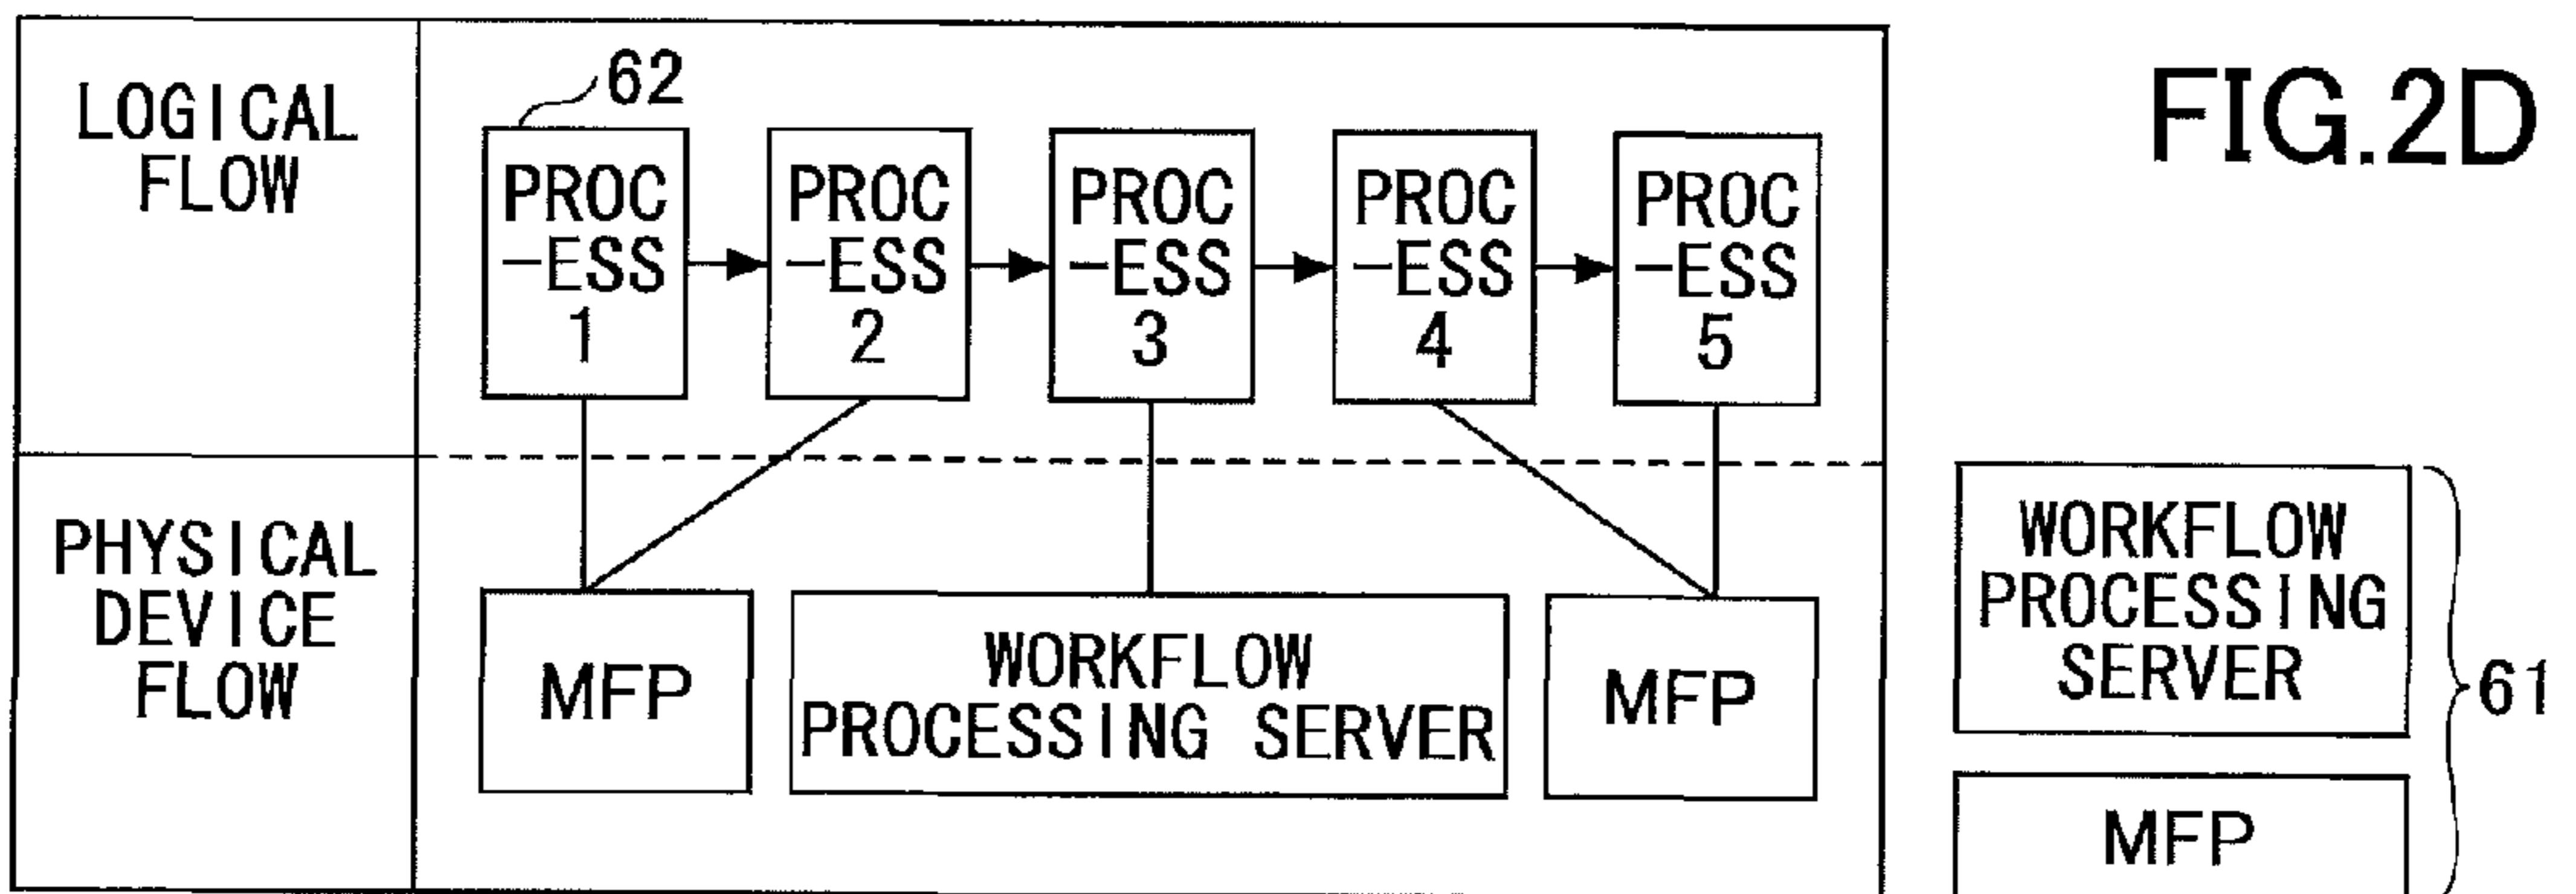 FIG.2D
LOGICAL
FLOW
62
PROC
-ESS
1
PROC
-ESS
2
PROC
-ESS
3
PROC
-ESS
4
PROC
-ESS
5
PHYSICAL
DEVICE
FLOW
MFP
WORKFLOW
PROCESSING SERVER
MFP
WORKFLOW
PROCESSING
SERVER
61
MFP